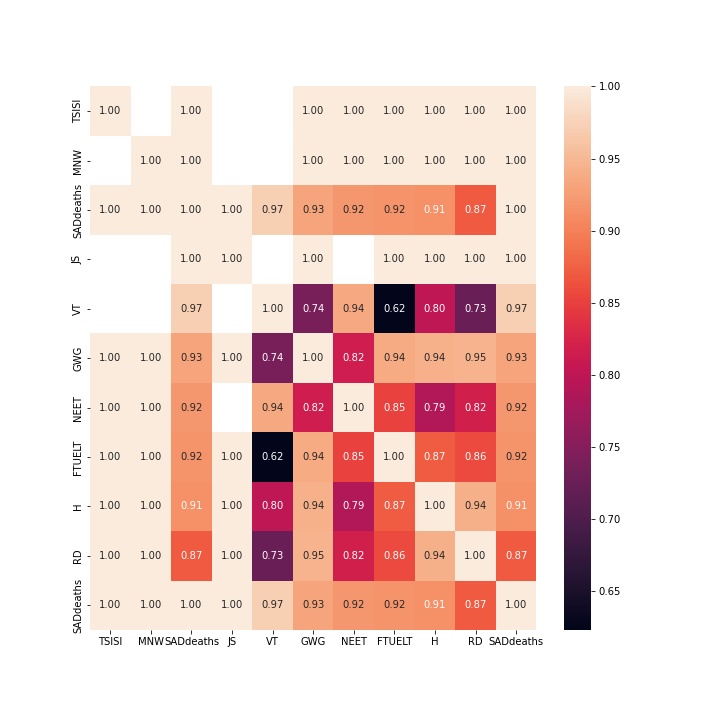 TSISI 1.00 1.00 1.00 1.00 1.00 1.00 1.00 1.00
MNW 1.00 1.00 1.00 1.00 1.00 1.00 1.00 1.00
SADdeaths 1.00 1.00 1.00 1.00 0.97 0.93 0.92 0.92 0.91 0.87 1.00
JS 1.00 1.00 1.00 1.00 1.00 1.00 1.00
VT 0.97 1.00 0.74 0.94 0.62 0.80 0.73 0.97
GWG 1.00 1.00 0.93 1.00 0.74 1.00 0.82 0.94 0.94 0.95 0.93
NEET 1.00 1.00 0.92 0.94 0.82 1.00 0.85 0.79 0.82 0.92
FTUELT 1.00 1.00 0.92 1.00 0.62 0.94 0.85 1.00 0.87 0.86 0.92
H 1.00 1.00 0.91 1.00 0.80 0.94 0.79 0.87 1.00 0.94 0.91
RD 1.00 1.00 0.87 1.00 0.73 0.95 0.82 0.86 0.94 1.00 0.87
SADdeaths 1.00 1.00 1.00 1.00 0.97 0.93 0.92 0.92 0.91 0.87 1.00
TSISI MNW SADdeaths JS VT GWG NEET FTUELT H RD SADdeaths
1.00
0.95
0.90
0.85
0.80
0.75
0.70
0.65